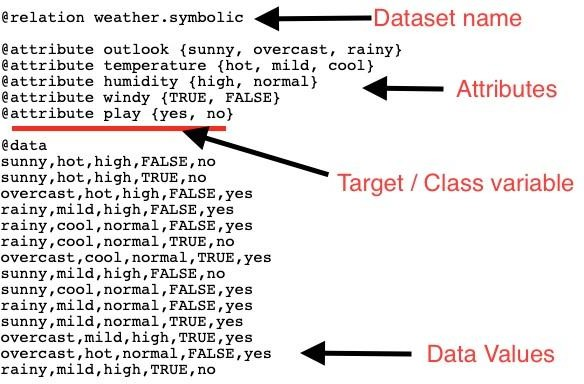 @relation weather.symbolic
Dataset name
@attribute outlook {sunny, overcast, rainy}
@attribute temperature {hot, mild, cool}
@attribute humidity {high, normal}
@attribute windy {TRUE, FALSE}
@attribute play {yes, no}
Attributes
Target / Class variable
@data
sunny,hot,high,FALSE,no
sunny,hot,high,TRUE,no
overcast,hot,high,FALSE,yes
rainy,mild,high,FALSE,yes
rainy,cool,normal,FALSE,yes
rainy,cool,normal,TRUE,no
overcast,cool,normal,TRUE,yes
sunny,mild,high,FALSE,no
sunny,cool,normal,FALSE,yes
rainy,mild,normal,FALSE,yes
sunny,mild,normal,TRUE,yes
overcast,mild,high,TRUE,yes
overcast,hot,normal,FALSE,yes
rainy,mild,high,TRUE,no
Data Values